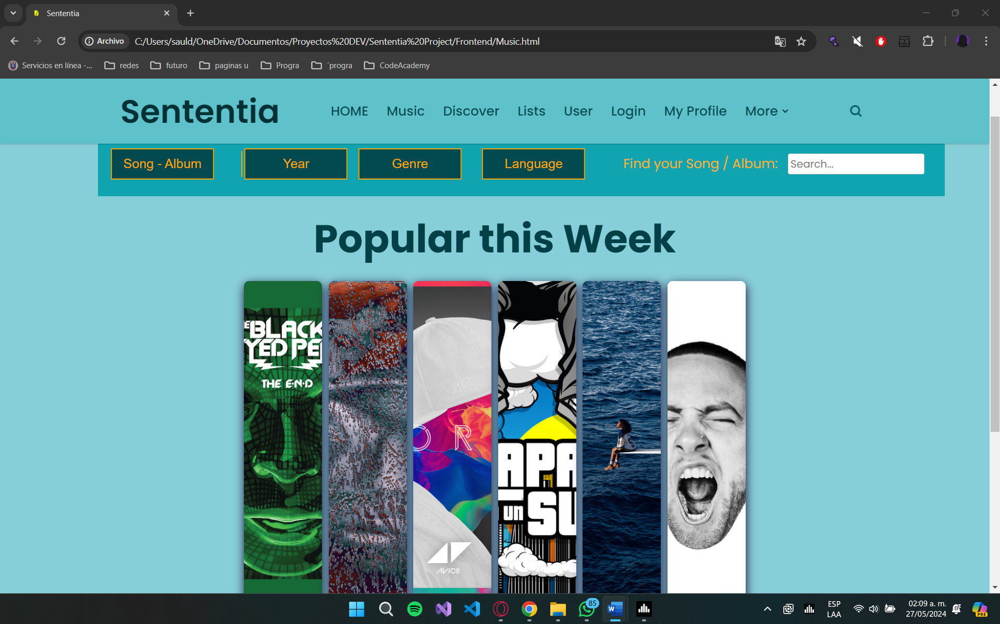 Sententia
Archivo
C:/Users/sauld/OneDrive/Documentos/Proyectos%20DEV/Sententia%20Project/Frontend/Music.html
Servicios en línea -...
redes
futuro
paginas u
Progra
´progra
CodeAcademy
Sententia
HOME
Music
Discover
Lists
User
Login
My Profile
More
Song - Album
Year
Genre
Language
Find your Song / Album:
Search...
Popular this Week
BLACK
YED PE
THE E·N·D
O R
AVICII
APA
UN SU
85
ESP
LAA
02:09 a. m.
27/05/2024
PRE